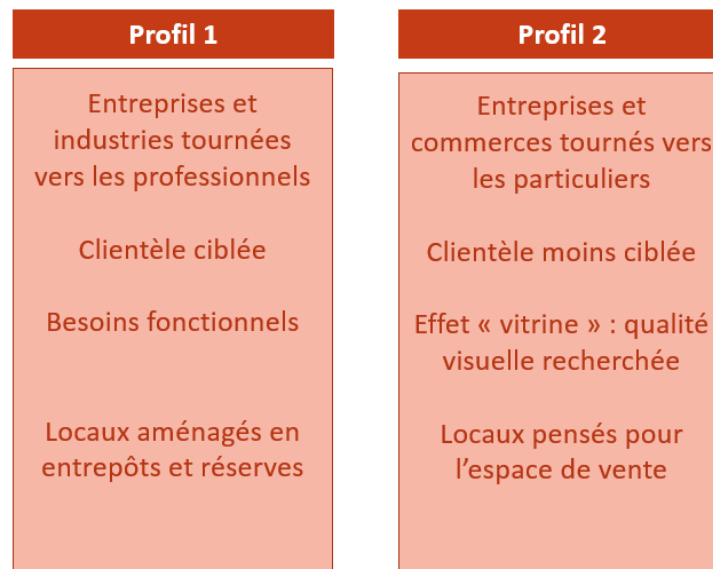 Profil 1
Entreprises et
industries tournées
vers les professionnels
Clientèle ciblée
Besoins fonctionnels
Locaux aménagés en
entrepôts et réserves
Profil 2
Entreprises et
commerces tournés vers
les particuliers
Clientèle moins ciblée
Effet « vitrine » : qualité
visuelle recherchée
Locaux pensés pour
l’espace de vente